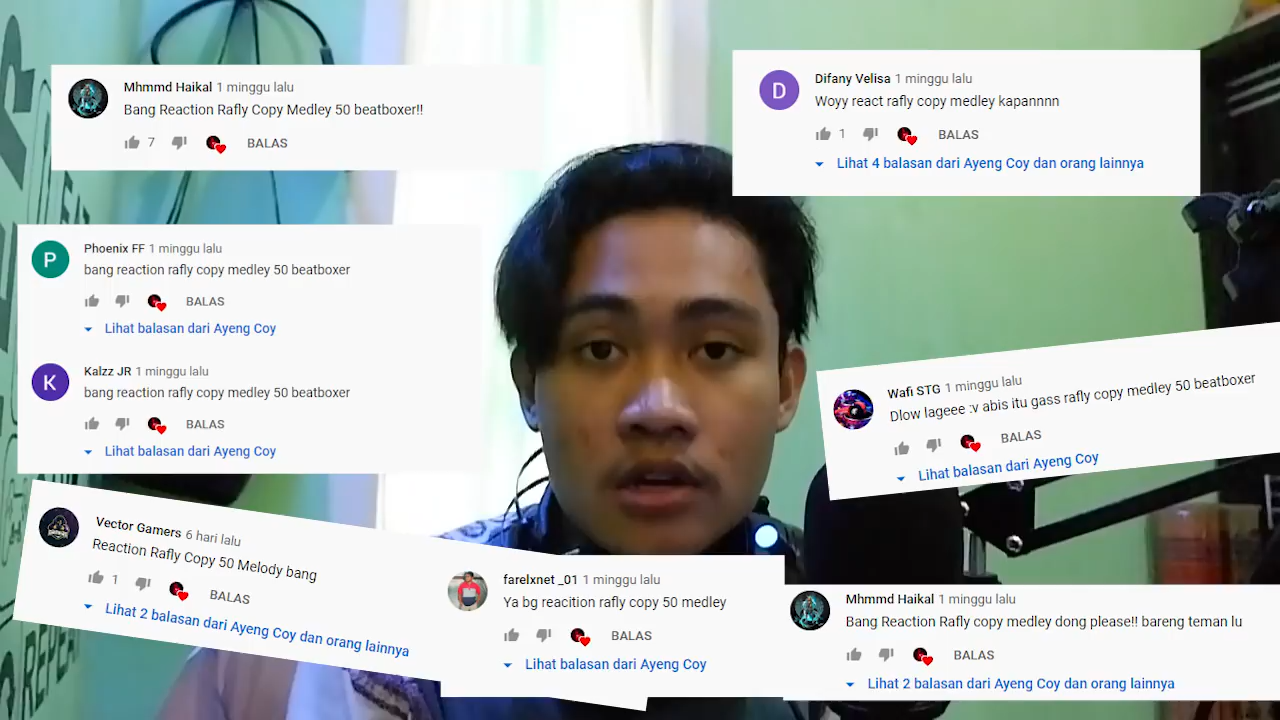 Mhmmd Haikal 1 minggu lalu
Bang Reaction Rafly Copy Medley 50 beatboxer!!
7 BALAS
Difany Velisa 1 minggu lalu
D
Woyy react rafly copy medley kapannnn
1 BALAS
Lihat 4 balasan dari Ayeng Coy dan orang lainnya
Phoenix FF 1 minggu lalu
P
bang reaction rafly copy medley 50 beatboxer
BALAS
Lihat balasan dari Ayeng Coy
Kalzz JR 1 minggu lalu
K
bang reaction rafly copy medley 50 beatboxer
BALAS
Lihat balasan dari Ayeng Coy
Wafi STG 1 minggu lalu
Dlow lageee :v abis itu gass rafly copy medley 50 beatboxer
BALAS
Lihat balasan dari Ayeng Coy
Vector Gamers 6 hari lalu
Reaction Rafly Copy 50 Melody bang
1 BALAS
Lihat 2 balasan dari Ayeng Coy dan orang lainnya
farelxnet _01 1 minggu lalu
Ya bg reacition rafly copy 50 medley
BALAS
Lihat balasan dari Ayeng Coy
Mhmmd Haikal 1 minggu lalu
Bang Reaction Rafly copy medley dong please!! bareng teman lu
BALAS
Lihat 2 balasan dari Ayeng Coy dan orang lainnya